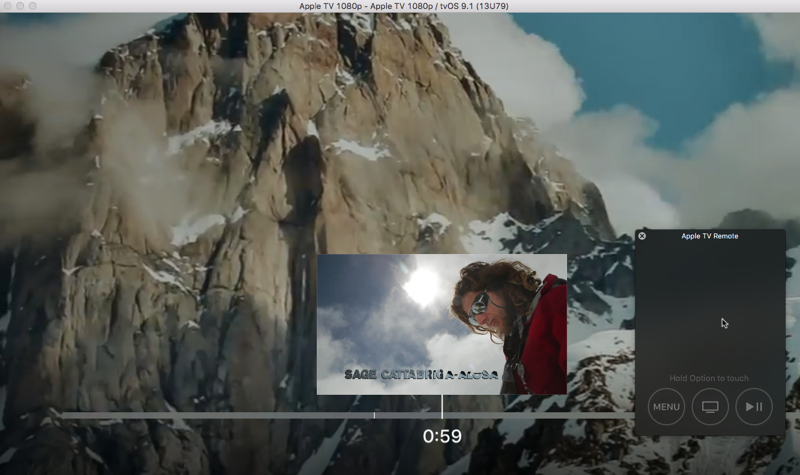 Apple TV 1080p - Apple TV 1080p / tvOS 9.1 (13U79)
Apple TV Remote
SAGE CATTABRIGA-ALOSA
Hold Option to touch
MENU
0:59